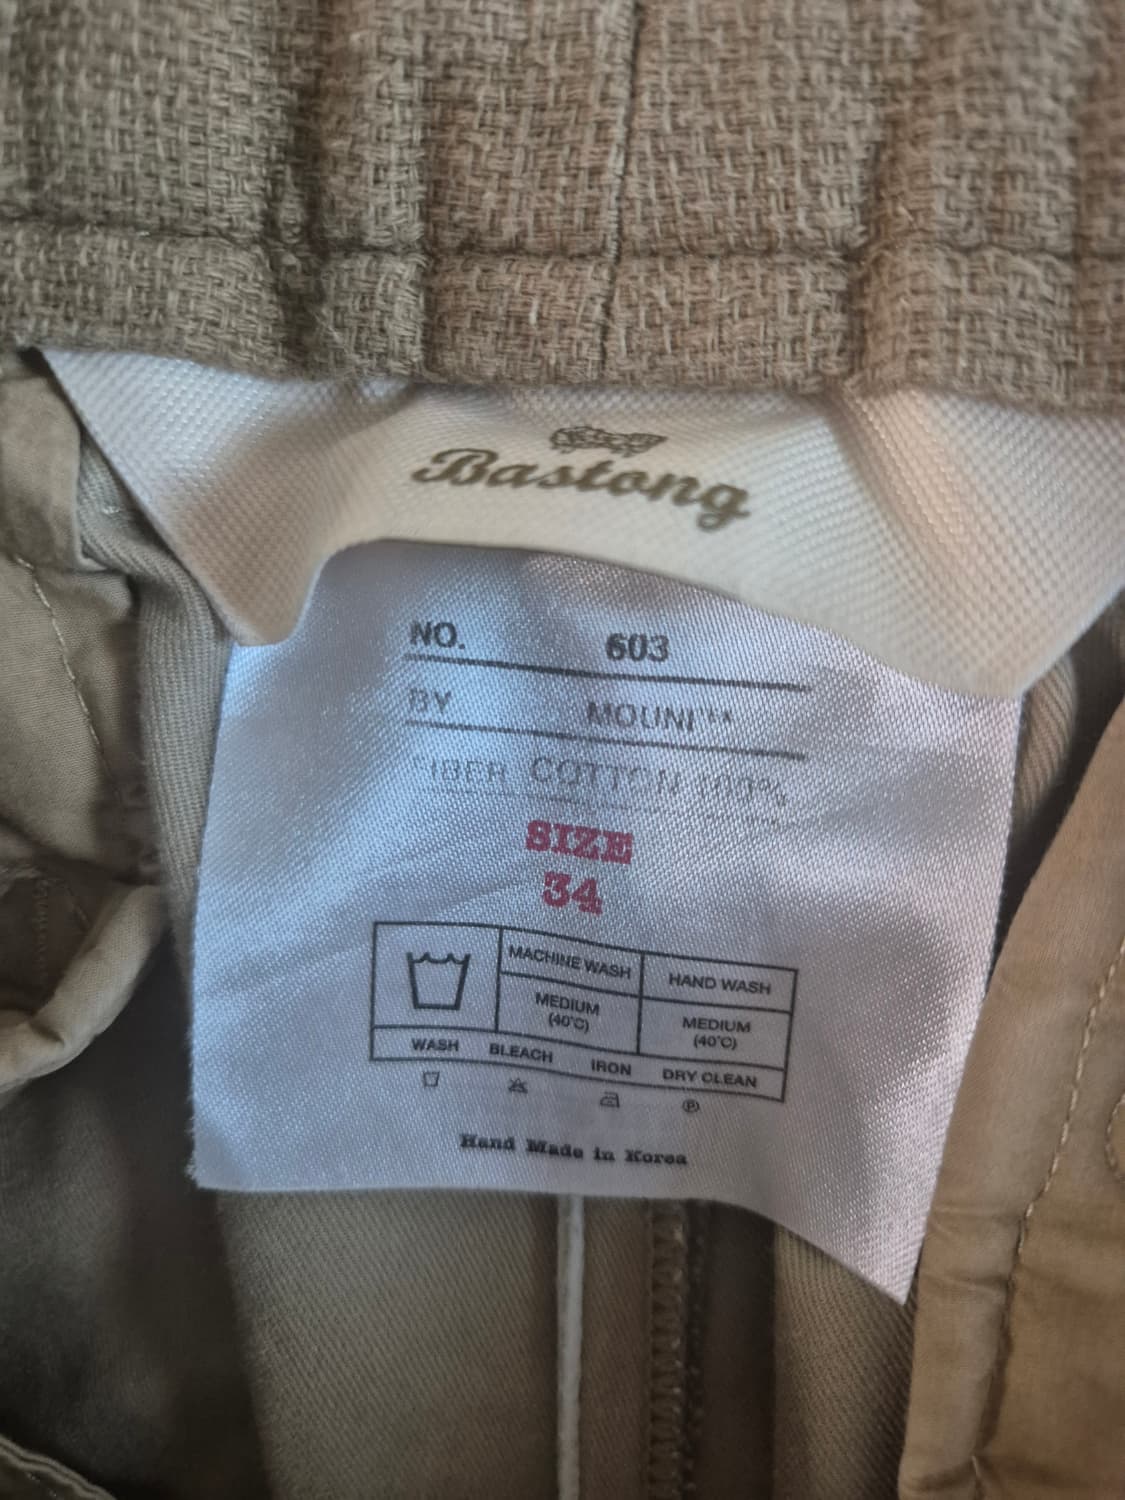 Bastong
NO. 603
BY
FIBER COTTON 100%
SIZE
34
MACHINE WASH HAND WASH
MEDIUM MEDIUM
(40°C) (40°C)
WASH BLEACH IRON DRY CLEAN
P
Hand Made in Korea